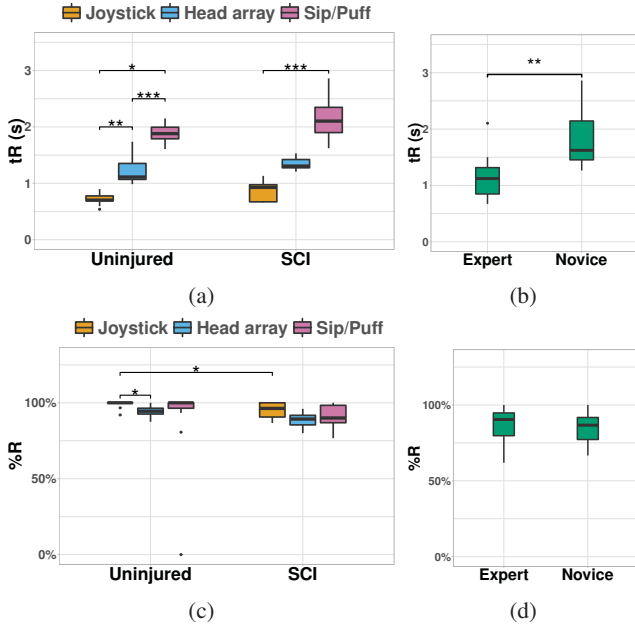 Joystick Head array Sip/Puff
tR (s)
3
2
1
0
*
***
**
***
Uninjured SCI
(a)
tR (s)
3
2
1
0
**
Expert Novice
(b)
Joystick Head array Sip/Puff
%R
100%
50%
0%
*
*
Uninjured SCI
(c)
%R
100%
50%
0%
Expert Novice
(d)